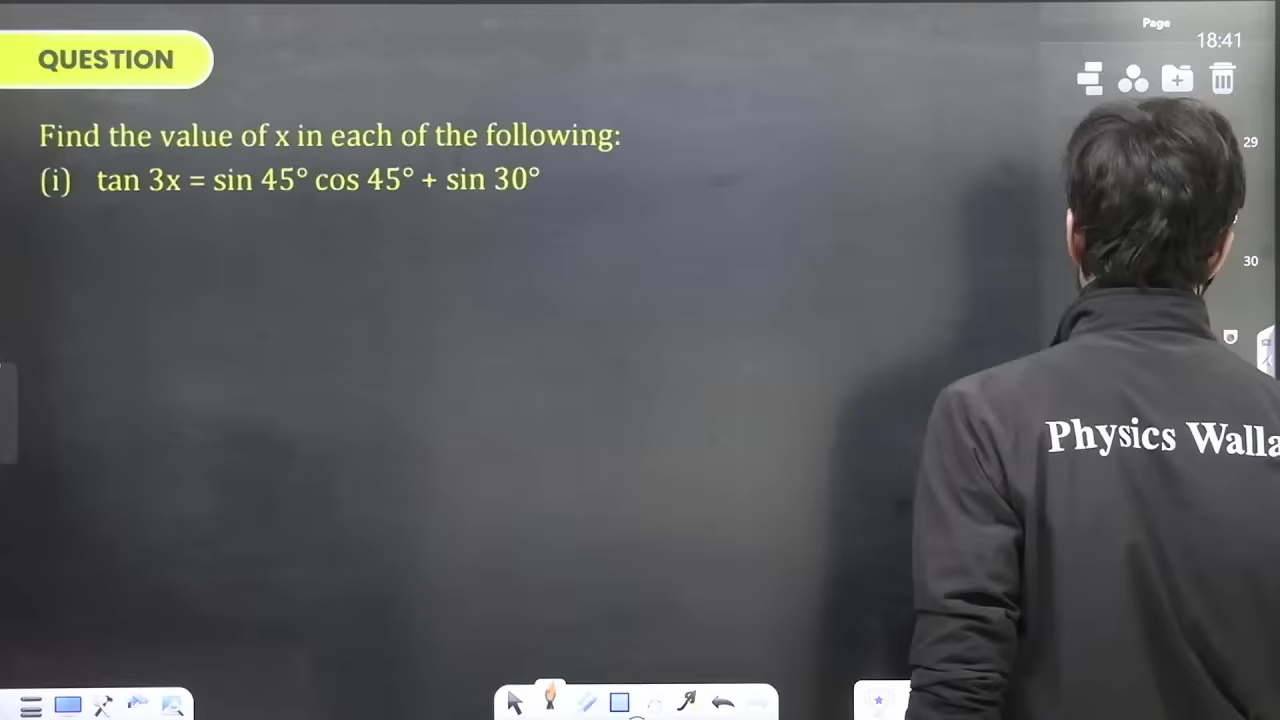 Page
18:41
QUESTION
Find the value of x in each of the following:
(i) tan 3x = sin 45° cos 45° + sin 30°
29
30
Physics Walla